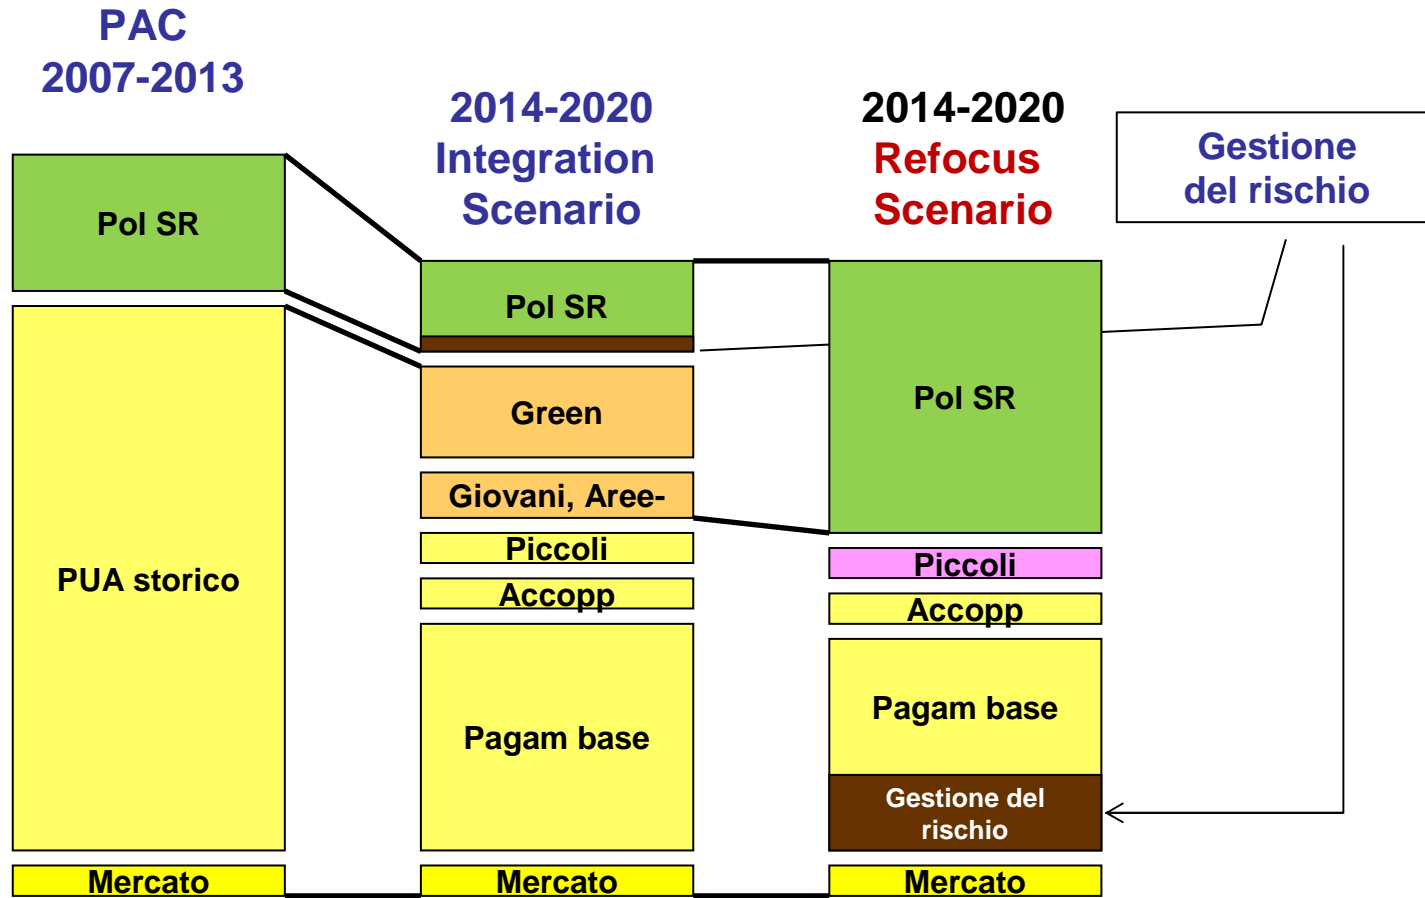 PAC
2007-2013
Pol SR
PUA storico
Mercato
2014-2020
Integration
Scenario
Pol SR
Green
Giovani, Aree-
Piccoli
Accopp
Pagam base
Mercato
2014-2020
Refocus
Scenario
Pol SR
Piccoli
Accopp
Pagam base
Gestione del
rischio
Mercato
Gestione
del rischio